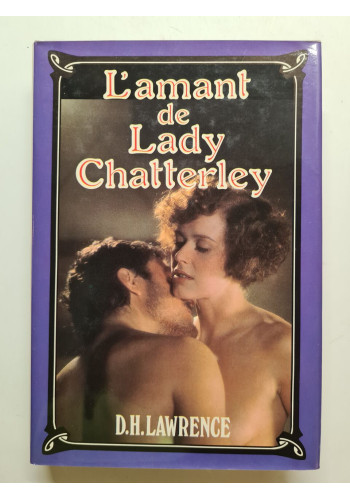 L'amant
de
Lady
Chatterley
D.H. LAWRENCE